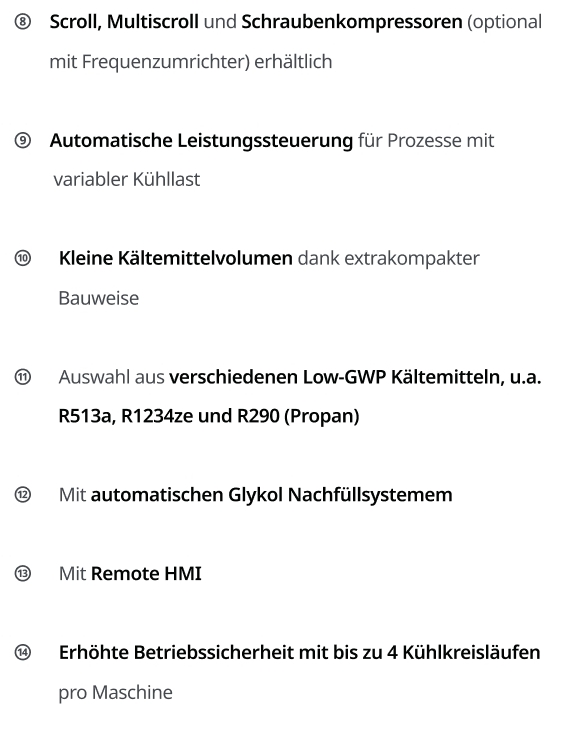 ⑧ Scroll, Multiscroll und Schraubenkompressoren (optional
mit Frequenzumrichter) erhältlich
⑨ Automatische Leistungssteuerung für Prozesse mit
variabler Kühllast
⑩ Kleine Kältemittelvolumen dank extrakompakter
Bauweise
⑪ Auswahl aus verschiedenen Low-GWP Kältemitteln, u.a.
R513a, R1234ze und R290 (Propan)
⑫ Mit automatischen Glykol Nachfüllsystemem
⑬ Mit Remote HMI
⑭ Erhöhte Betriebssicherheit mit bis zu 4 Kühlkreisläufen
pro Maschine